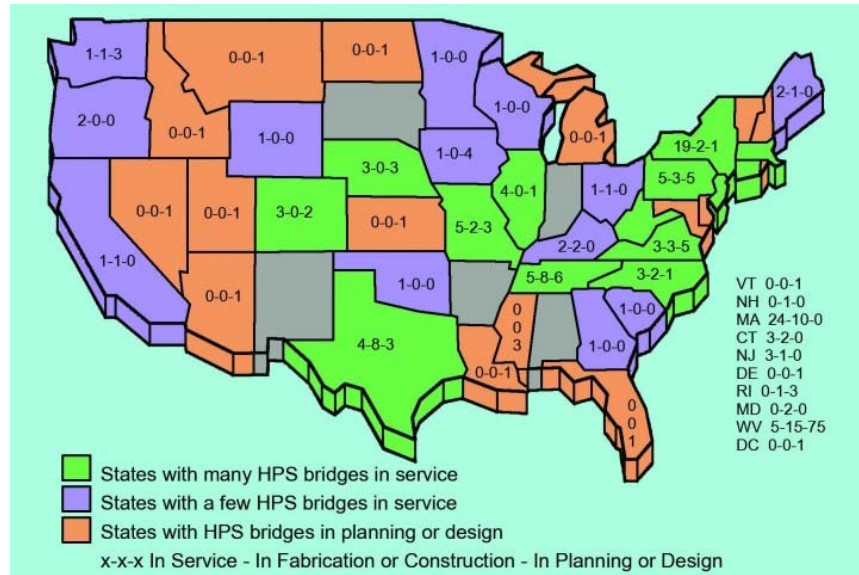 1-1-3
0-0-1
0-0-1
1-0-0
2-1-0
2-0-0
0-0-1
1-0-0
1-0-0
0-0-1
19-2-1
3-0-3
1-0-4
5-3-5
0-0-1
0-0-1
3-0-2
4-0-1
1-1-0
0-0-1
5-2-3
2-2-0
3-3-5
1-1-0
0-0-1
1-0-0
5-8-6
3-2-1
4-8-3
0
0
3
1-0-0
1-0-0
0-0-1
0
0
1
VT 0-0-1
NH 0-1-0
MA 24-10-0
CT 3-2-0
NJ 3-1-0
DE 0-0-1
RI 0-1-3
MD 0-2-0
WV 5-15-75
DC 0-0-1
States with many HPS bridges in service
States with a few HPS bridges in service
States with HPS bridges in planning or design
x-x-x In Service - In Fabrication or Construction - In Planning or Design